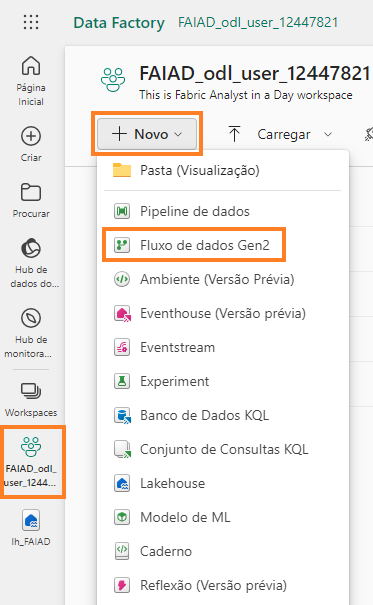 Data Factory FAIAD_odl_user_12447821
Página
Inicial
Criar
Procurar
Hub de
dados do...
Hub de
monitora...
Workspaces
FAIAD_odl_
user_1244...
lh_FAIAD
FAIAD_odl_user_12447821
This is Fabric Analyst in a Day workspace
Novo
Carregar
Pasta (Visualização)
Pipeline de dados
Fluxo de dados Gen2
Ambiente (Versão Prévia)
Eventhouse (Versão prévia)
Eventstream
Experiment
Banco de Dados KQL
Conjunto de Consultas KQL
Lakehouse
Modelo de ML
Caderno
Reflexão (Versão prévia)